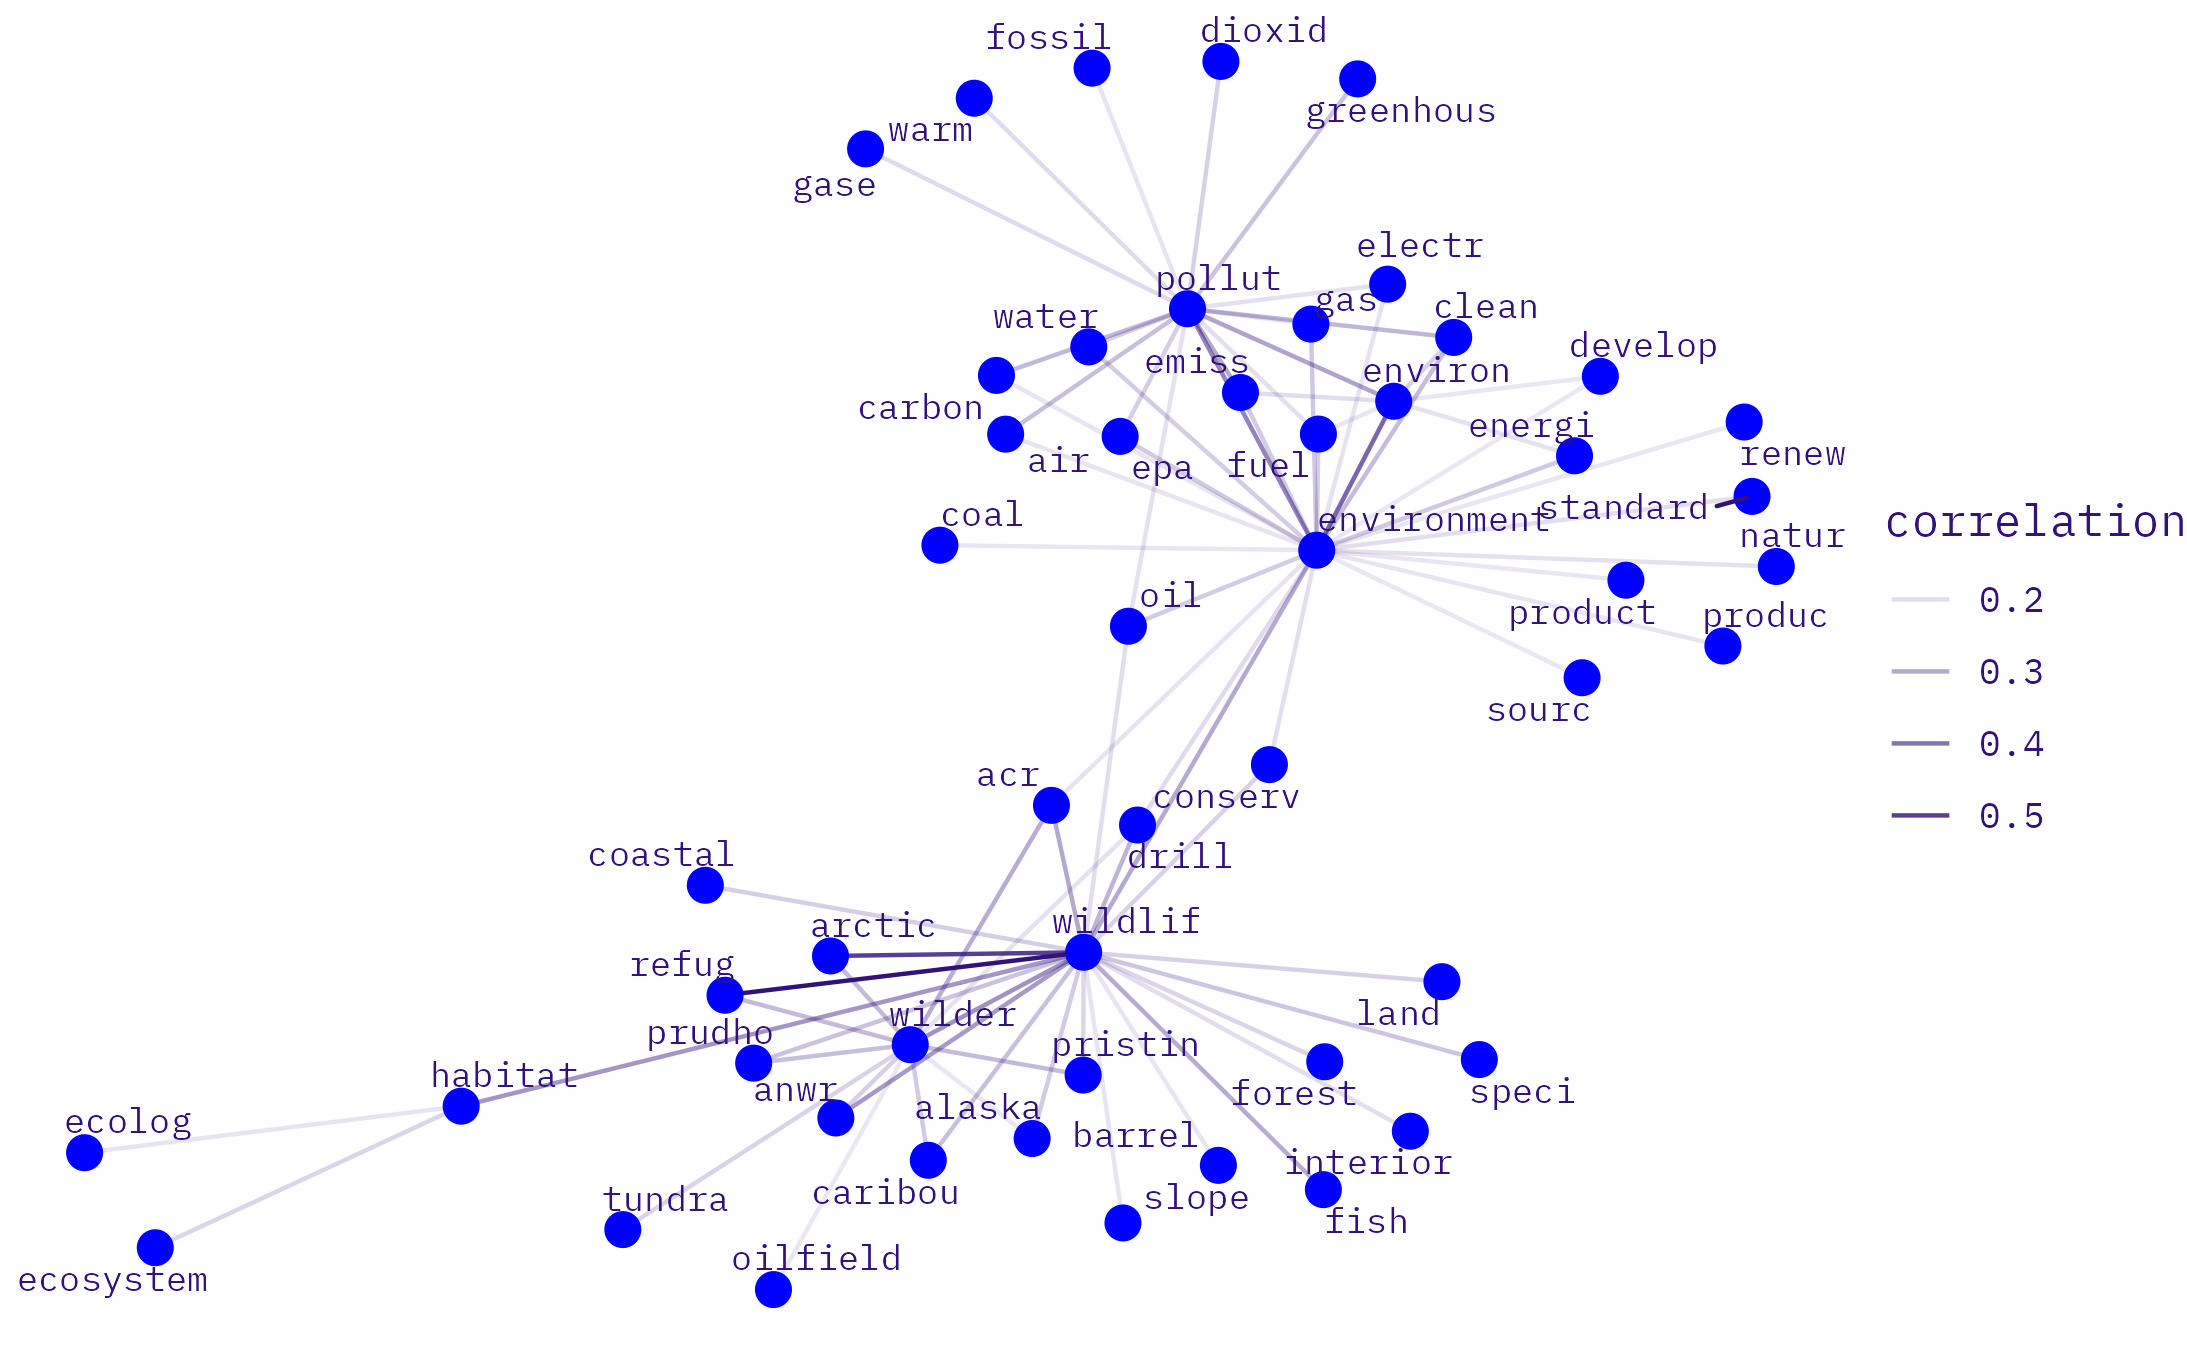 fossil
dioxid
greenhous
warm
gase
electr
pollut
gas
clean
water
develop
emiss
environ
carbon
energi
renew
air
epa
fuel
standard
environment
coal
natur
oil
product
produc
sourc
correlation
0.2
0.3
0.4
0.5
acr
conserv
coastal
drill
arctic
wildlif
refug
wilder
land
prudho
pristin
habitat
anwr
forest
speci
alaska
ecolog
barrel
interior
tundra
caribou
slope
fish
oilfield
ecosystem